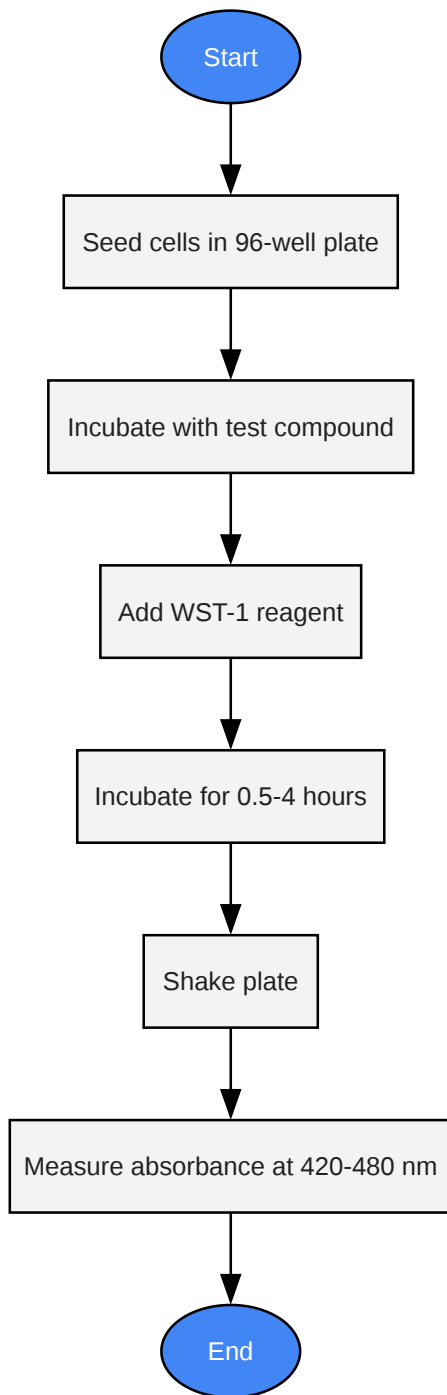 Start
Seed cells in 96-well plate
Incubate with test compound
Add WST-1 reagent
Incubate for 0.5-4 hours
Shake plate
Measure absorbance at 420-480 nm
End